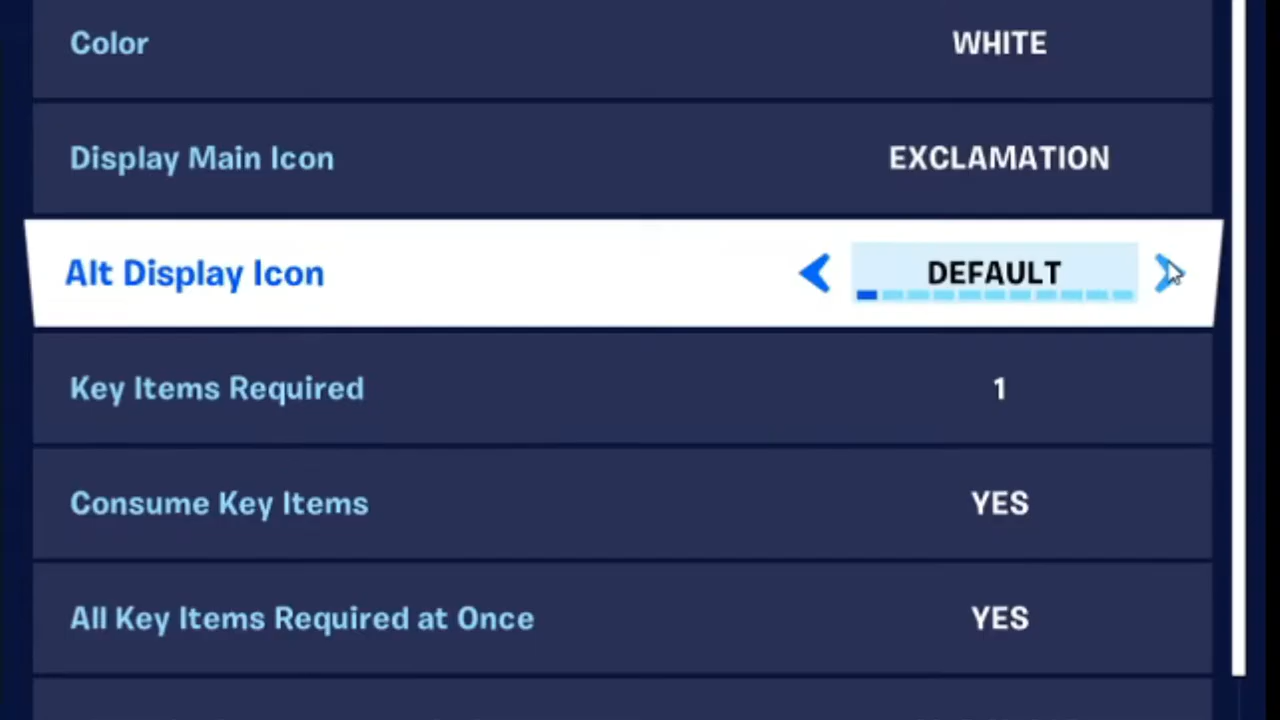 Color WHITE
Display Main Icon EXCLAMATION
Alt Display Icon DEFAULT
Key Items Required 1
Consume Key Items YES
All Key Items Required at Once YES